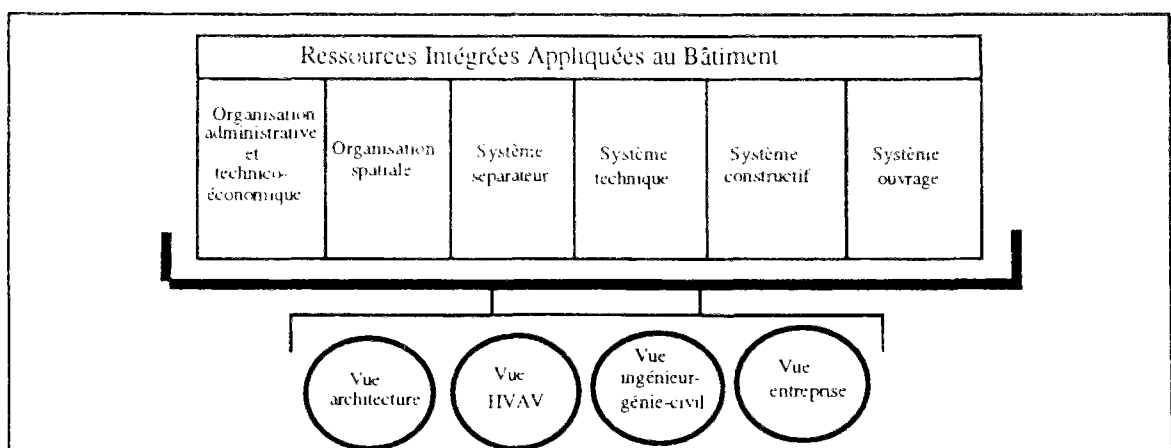 Ressources Intégrées Appliquées au Bâtiment
Organisation
administrative
et
technico-
économique
Organisation
spatiale
Système
séparateur
Système
technique
Système
constructif
Système
ouvrage
Vue
architecture
Vue
HVAV
Vue
ingénieur-
génie-civil
Vue
entreprise